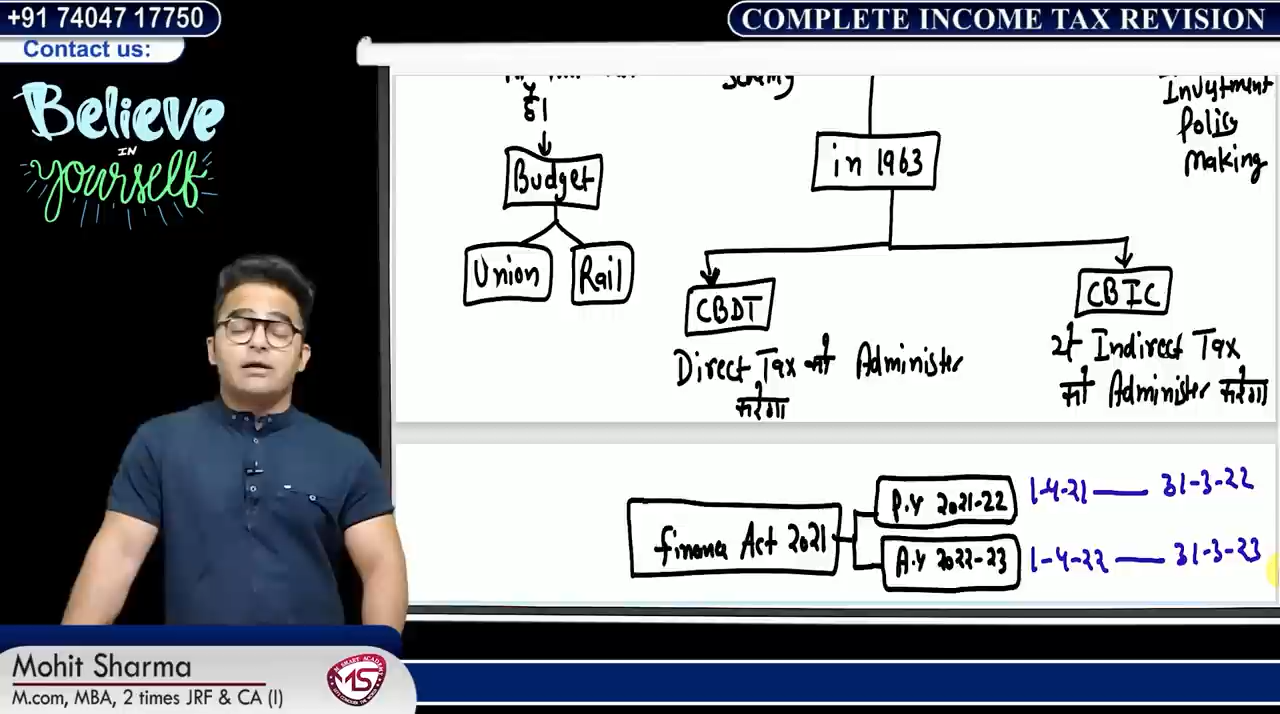 +91 74047 17750
Contact us:
COMPLETE INCOME TAX REVISION
Believe
IN
yourself
Budget
Union
Rail
in 1963
Investment
Policy
Making
CBDT
Direct Tax को Administer
करेगा
CBIC
ये Indirect Tax
को Administer करेगा
finance Act 2021
P.Y 2021-22
1-4-21 — 31-3-22
A.Y 2022-23
1-4-22 — 31-3-23
Mohit Sharma
M.com, MBA, 2 times JRF & CA (I)
MS